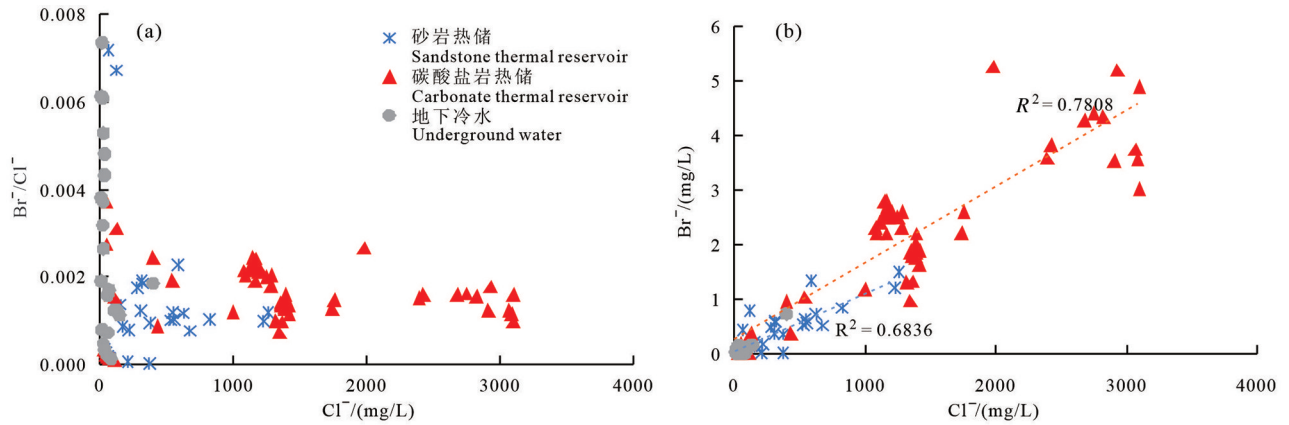 (a)
砂岩热储
Sandstone thermal reservoir
碳酸盐岩热储
Carbonate thermal reservoir
地下冷水
Underground water
0.008
0.006
0.004
0.002
0.000
Br⁻/Cl⁻
0
1000
2000
3000
4000
Cl⁻/(mg/L)
(b)
R² = 0.7808
R² = 0.6836
6
5
4
3
2
1
0
Br⁻/(mg/L)
0
1000
2000
3000
4000
Cl⁻/(mg/L)